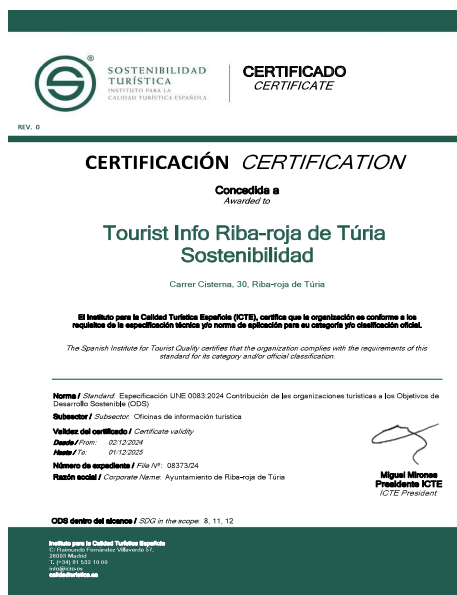 SOSTENIBILIDAD
TURÍSTICA
INSTITUTO PARA LA
CALIDAD TURÍSTICA ESPAÑOLA
®
CERTIFICADO
CERTIFICATE
REV. 0
CERTIFICACIÓN CERTIFICATION
Concedida a
Awarded to
Tourist Info Riba-roja de Túria
Sostenibilidad
Carrer Cisterna, 30, Riba-roja de Túria
El Instituto para la Calidad Turística Española (ICTE), certifica que la organización es conforme a los
requisitos de la especificación técnica y/o norma de aplicación para su categoría y/o clasificación oficial.
The Spanish Institute for Tourist Quality certifies that the organization complies with the requirements of this
standard for its category and/or official classification.
Norma / Standard: Especificación UNE 0083:2024 Contribución de las organizaciones turísticas a los Objetivos de
Desarrollo Sostenible (ODS)
Subsector / Subsector: Oficinas de información turística
Validez del certificado / Certificate validity
Desde / From: 02/12/2024
Hasta / To: 01/12/2025
Número de expediente / File Nº: 08373/24
Razón social / Corporate Name: Ayuntamiento de Riba-roja de Túria
Miguel Mirones
Presidente ICTE
ICTE President
ODS dentro del alcance / SDG in the scope: 8, 11, 12
Instituto para la Calidad Turística Española
C/ Raimundo Fernández Villaverde 57,
28003 Madrid
T. (+34) 91 533 10 00
info@icte.es
calidadturistica.es